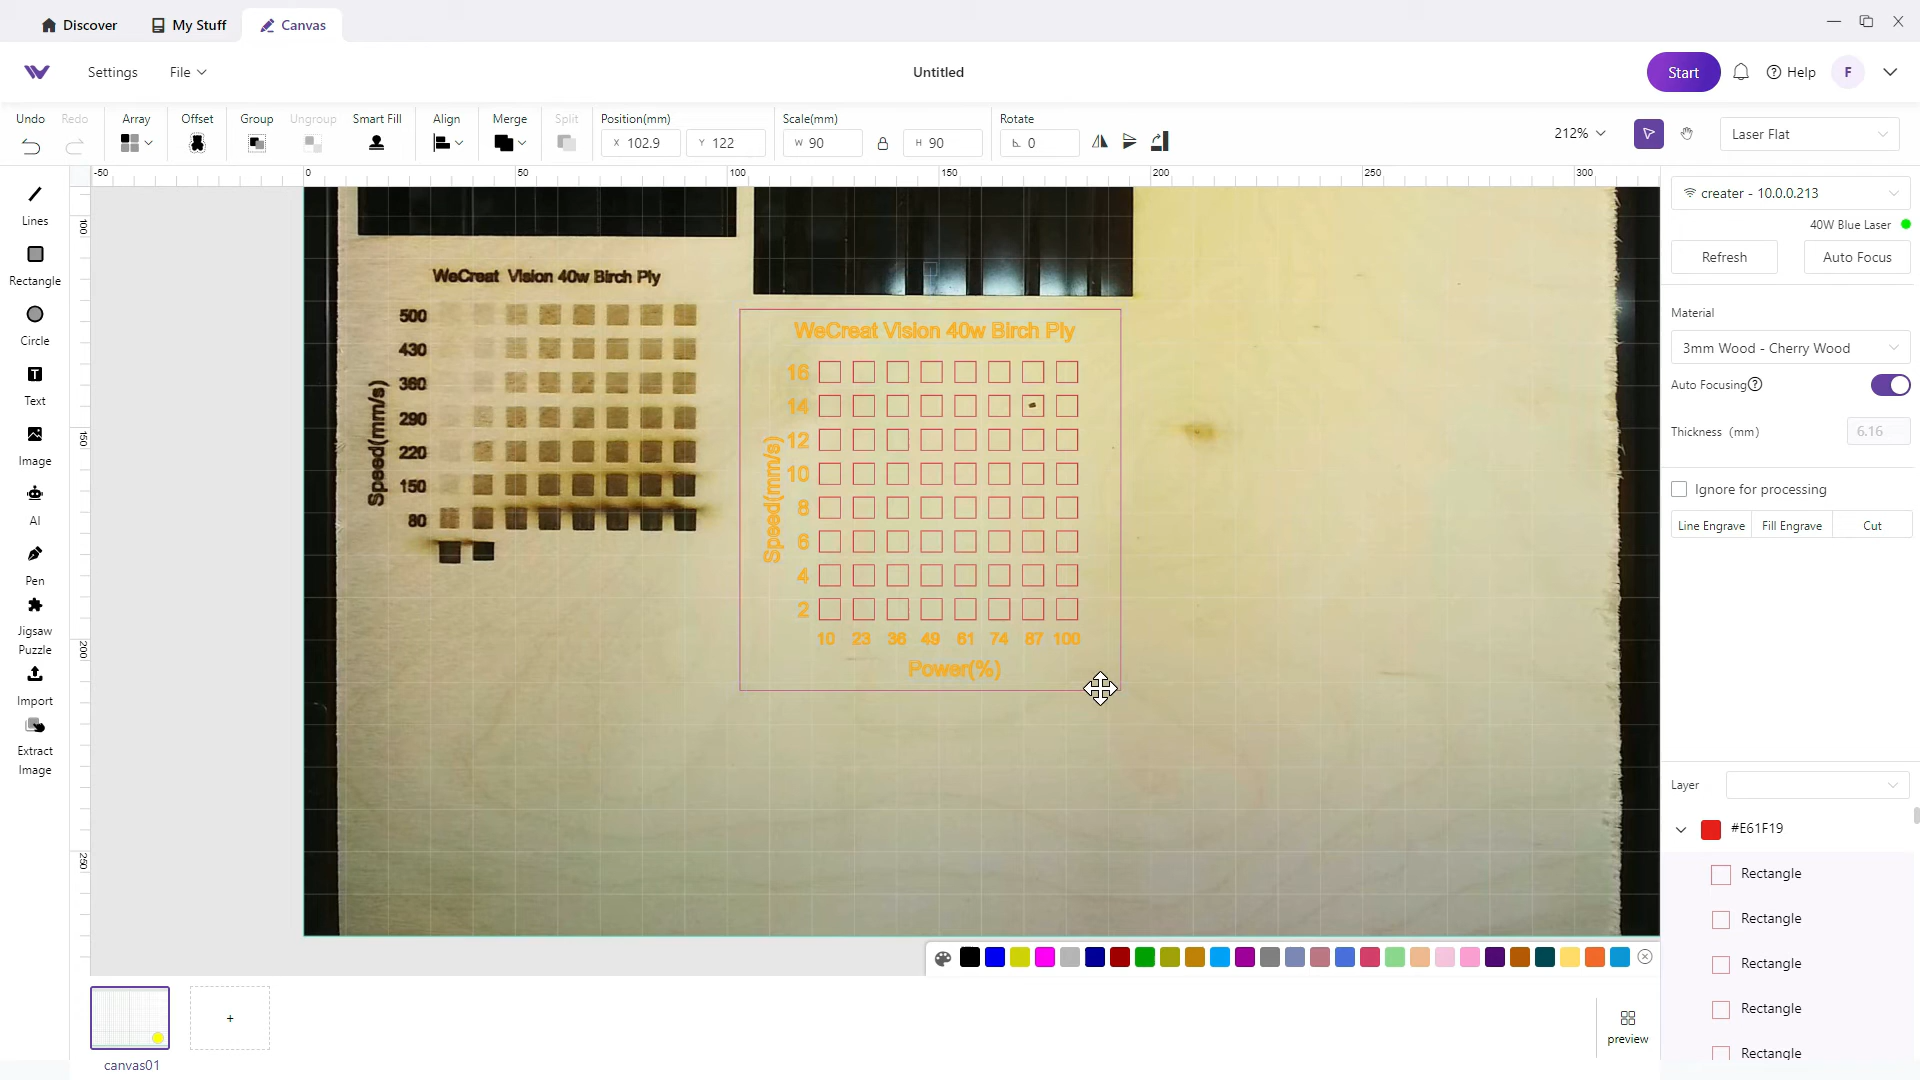 Discover
My Stuff
Canvas
Settings
File
Untitled
Start
Help
F
Undo
Redo
Array
Offset
Group
Ungroup
Smart Fill
Align
Merge
Split
Position(mm)
X 102.9
Y 122
Scale(mm)
W 90
H 90
Rotate
0
212%
Laser Flat
-50
0
50
100
150
200
250
300
100
150
200
250
Lines
Rectangle
Circle
Text
Image
AI
Pen
Jigsaw
Puzzle
Import
Extract
Image
WeCreat Vision 40w Birch Ply
500
430
360
290
220
150
80
Speed(mm/s)
WeCreat Vision 40w Birch Ply
16
14
12
10
8
6
4
2
Speed(mm/s)
10 23 36 49 61 74 87 100
Power(%)
creater - 10.0.0.213
40W Blue Laser
Refresh
Auto Focus
Material
3mm Wood - Cherry Wood
Auto Focusing?
Thickness (mm)
6.16
Ignore for processing
Line Engrave
Fill Engrave
Cut
Layer
#E61F19
Rectangle
Rectangle
Rectangle
Rectangle
Rectangle
+
canvas01
preview